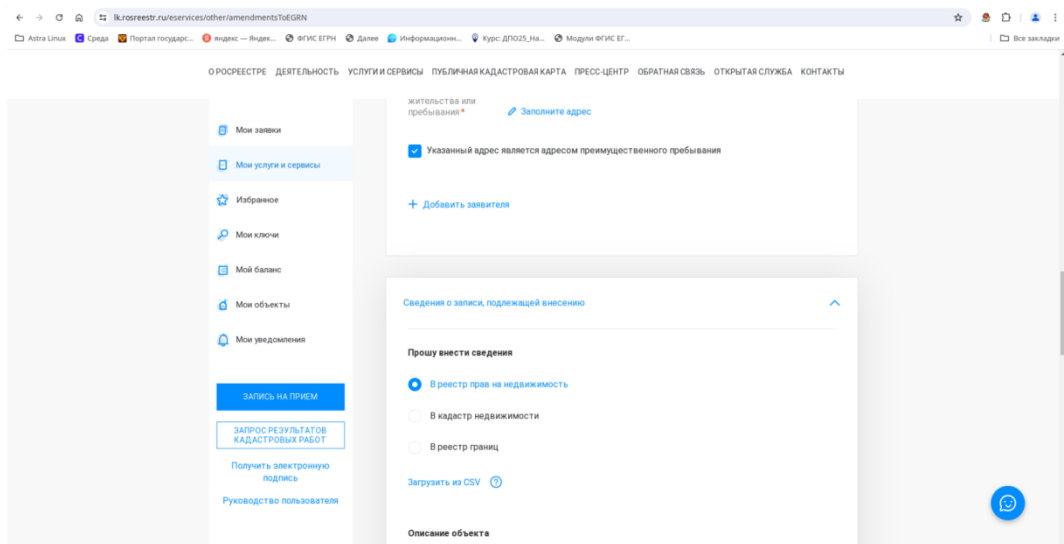 lk.rosreestr.ru/eservices/other/amendmentsToEGRN
Astra Linux Среда Портал государс... яндекс — Яндек... ФГИС ЕГРН Далее Информационн... Курс: ДПО25_На... Модули ФГИС ЕГ... Все закладки
О РОСРЕЕСТРЕ ДЕЯТЕЛЬНОСТЬ УСЛУГИ И СЕРВИСЫ ПУБЛИЧНАЯ КАДАСТРОВАЯ КАРТА ПРЕСС-ЦЕНТР ОБРАТНАЯ СВЯЗЬ ОТКРЫТАЯ СЛУЖБА КОНТАКТЫ
Мои заявки
Мои услуги и сервисы
Избранное
Мои ключи
Мой баланс
Мои объекты
Мои уведомления
ЗАПИСЬ НА ПРИЕМ
ЗАПРОС РЕЗУЛЬТАТОВ
КАДАСТРОВЫХ РАБОТ
Получить электронную
подпись
Руководство пользователя
жительства или
пребывания *
Заполните адрес
Указанный адрес является адресом преимущественного пребывания
+ Добавить заявителя
Сведения о записи, подлежащей внесению
Прошу внести сведения
В реестр прав на недвижимость
В кадастр недвижимости
В реестр границ
Загрузить из CSV ?
Описание объекта